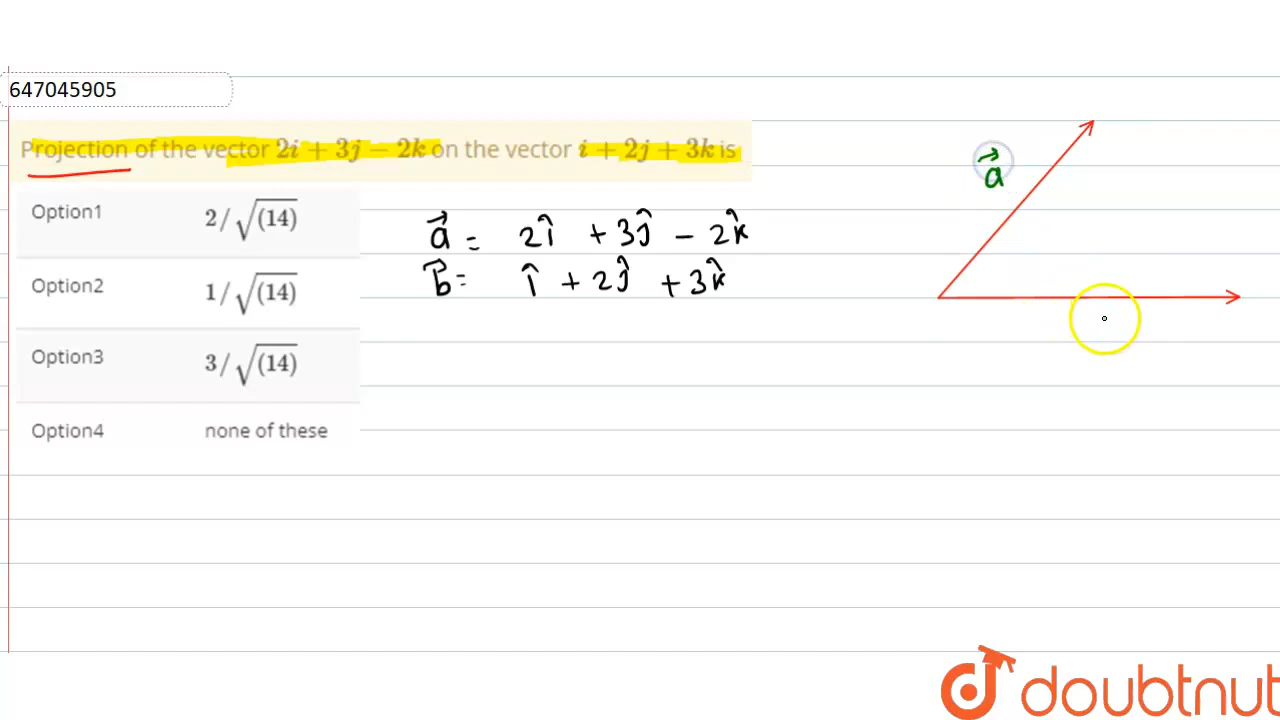 647045905
Projection of the vector 2i + 3j − 2k on the vector i + 2j + 3k is
Option1 2/√(14)
Option2 1/√(14)
Option3 3/√(14)
Option4 none of these
a⃗ = 2î + 3ĵ − 2k̂
b⃗ = î + 2ĵ + 3k̂
a⃗
doubtnut